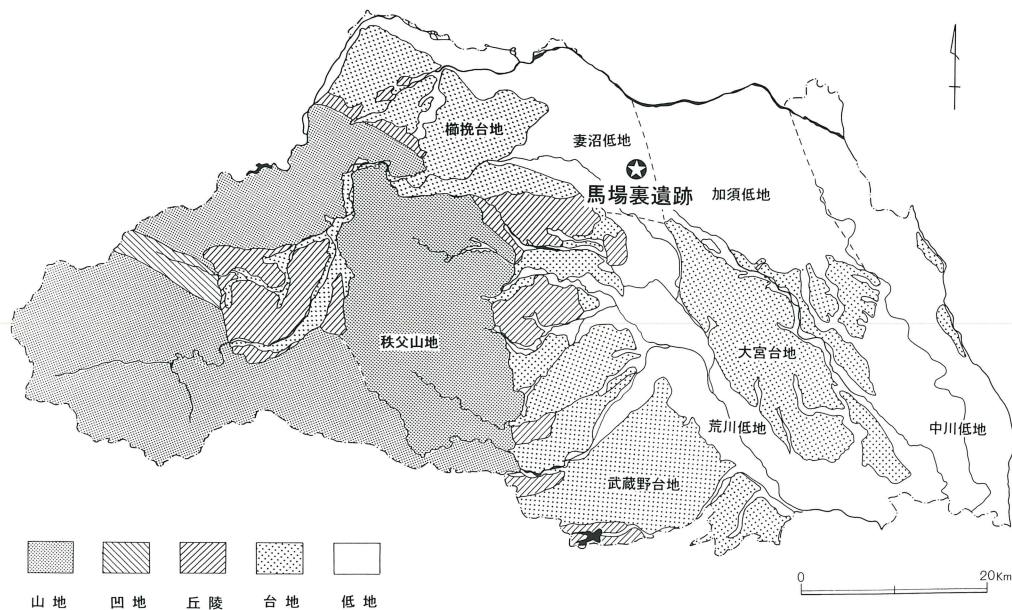 櫛挽台地
妻沼低地
馬場裏遺跡
加須低地
秩父山地
大宮台地
荒川低地
中川低地
武蔵野台地
山地
凹地
丘陵
台地
低地
0
20Km